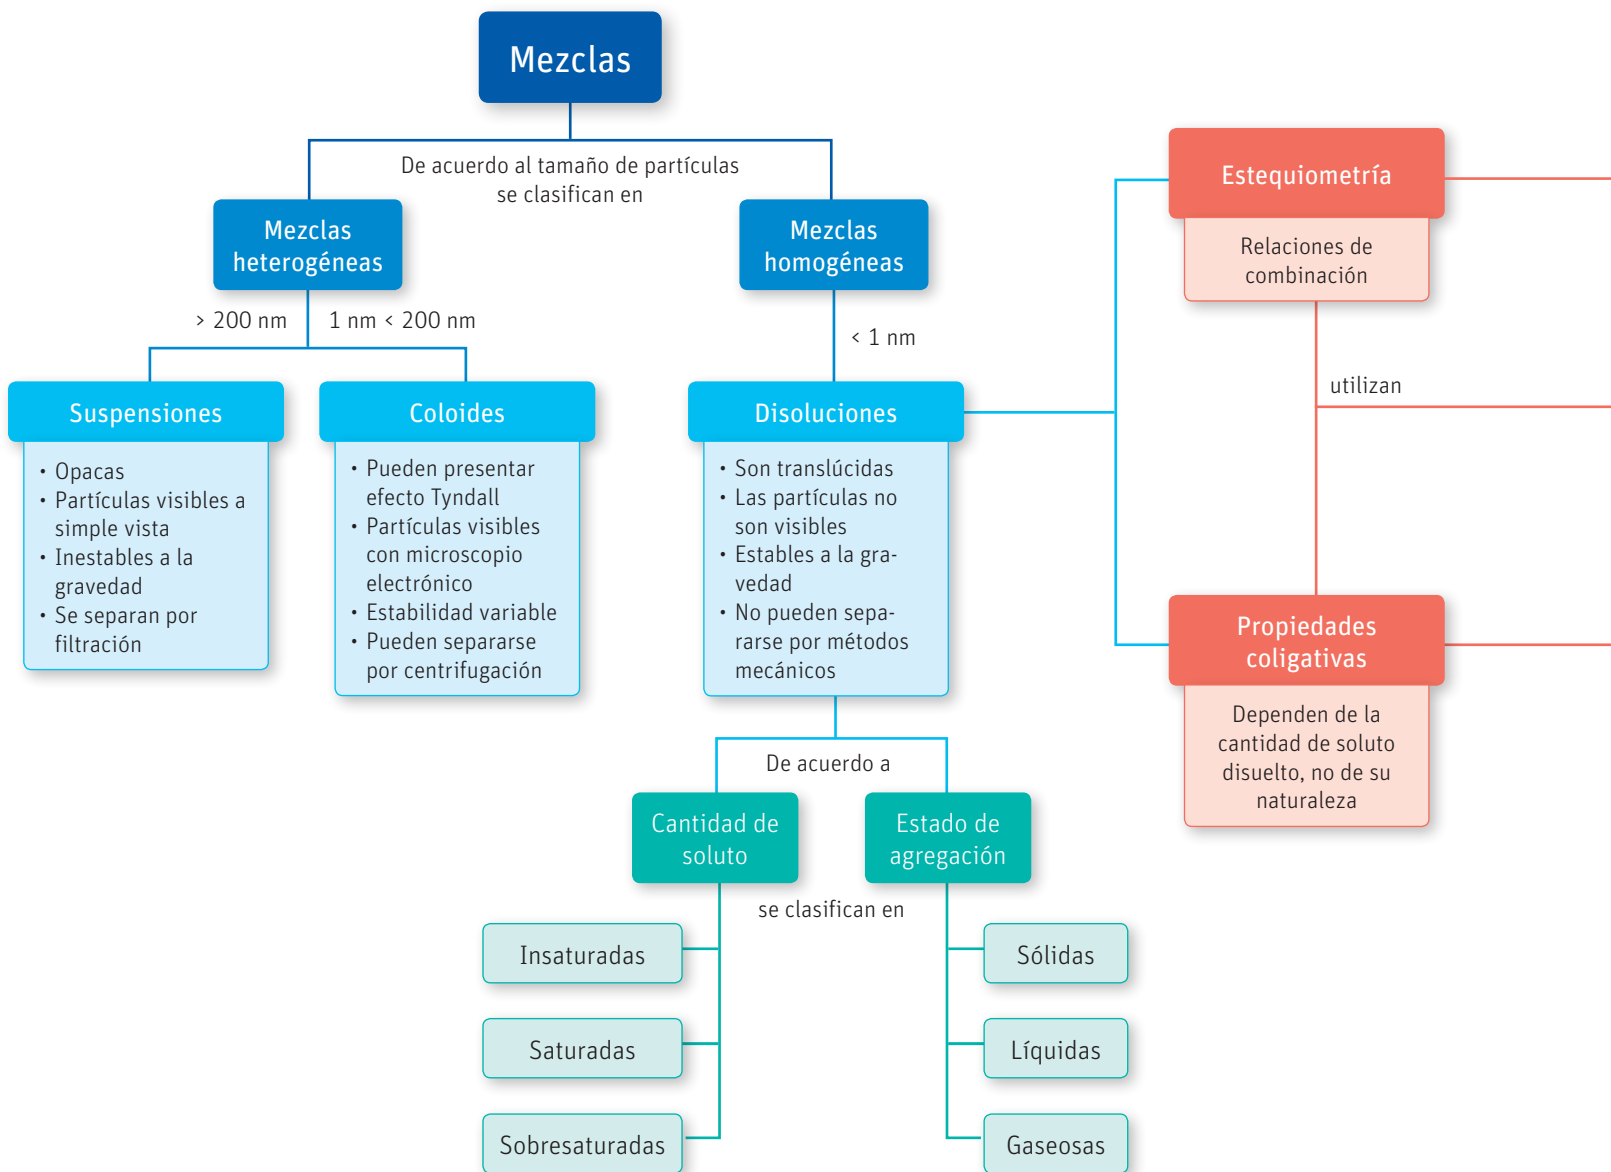 Mezclas
De acuerdo al tamaño de partículas
se clasifican en
Mezclas
heterogéneas
Mezclas
homogéneas
> 200 nm
1 nm < 200 nm
< 1 nm
Suspensiones
• Opacas
• Partículas visibles a
simple vista
• Inestables a la
gravedad
• Se separan por
filtración
Coloides
• Pueden presentar
efecto Tyndall
• Partículas visibles
con microscopio
electrónico
• Estabilidad variable
• Pueden separarse
por centrifugación
Disoluciones
• Son translúcidas
• Las partículas no
son visibles
• Estables a la gra-
vedad
• No pueden sepa-
rarse por métodos
mecánicos
De acuerdo a
Cantidad de
soluto
Estado de
agregación
se clasifican en
Insaturadas
Saturadas
Sobresaturadas
Sólidas
Líquidas
Gaseosas
Estequiometría
Relaciones de
combinación
utilizan
Propiedades
coligativas
Dependen de la
cantidad de soluto
disuelto, no de su
naturaleza